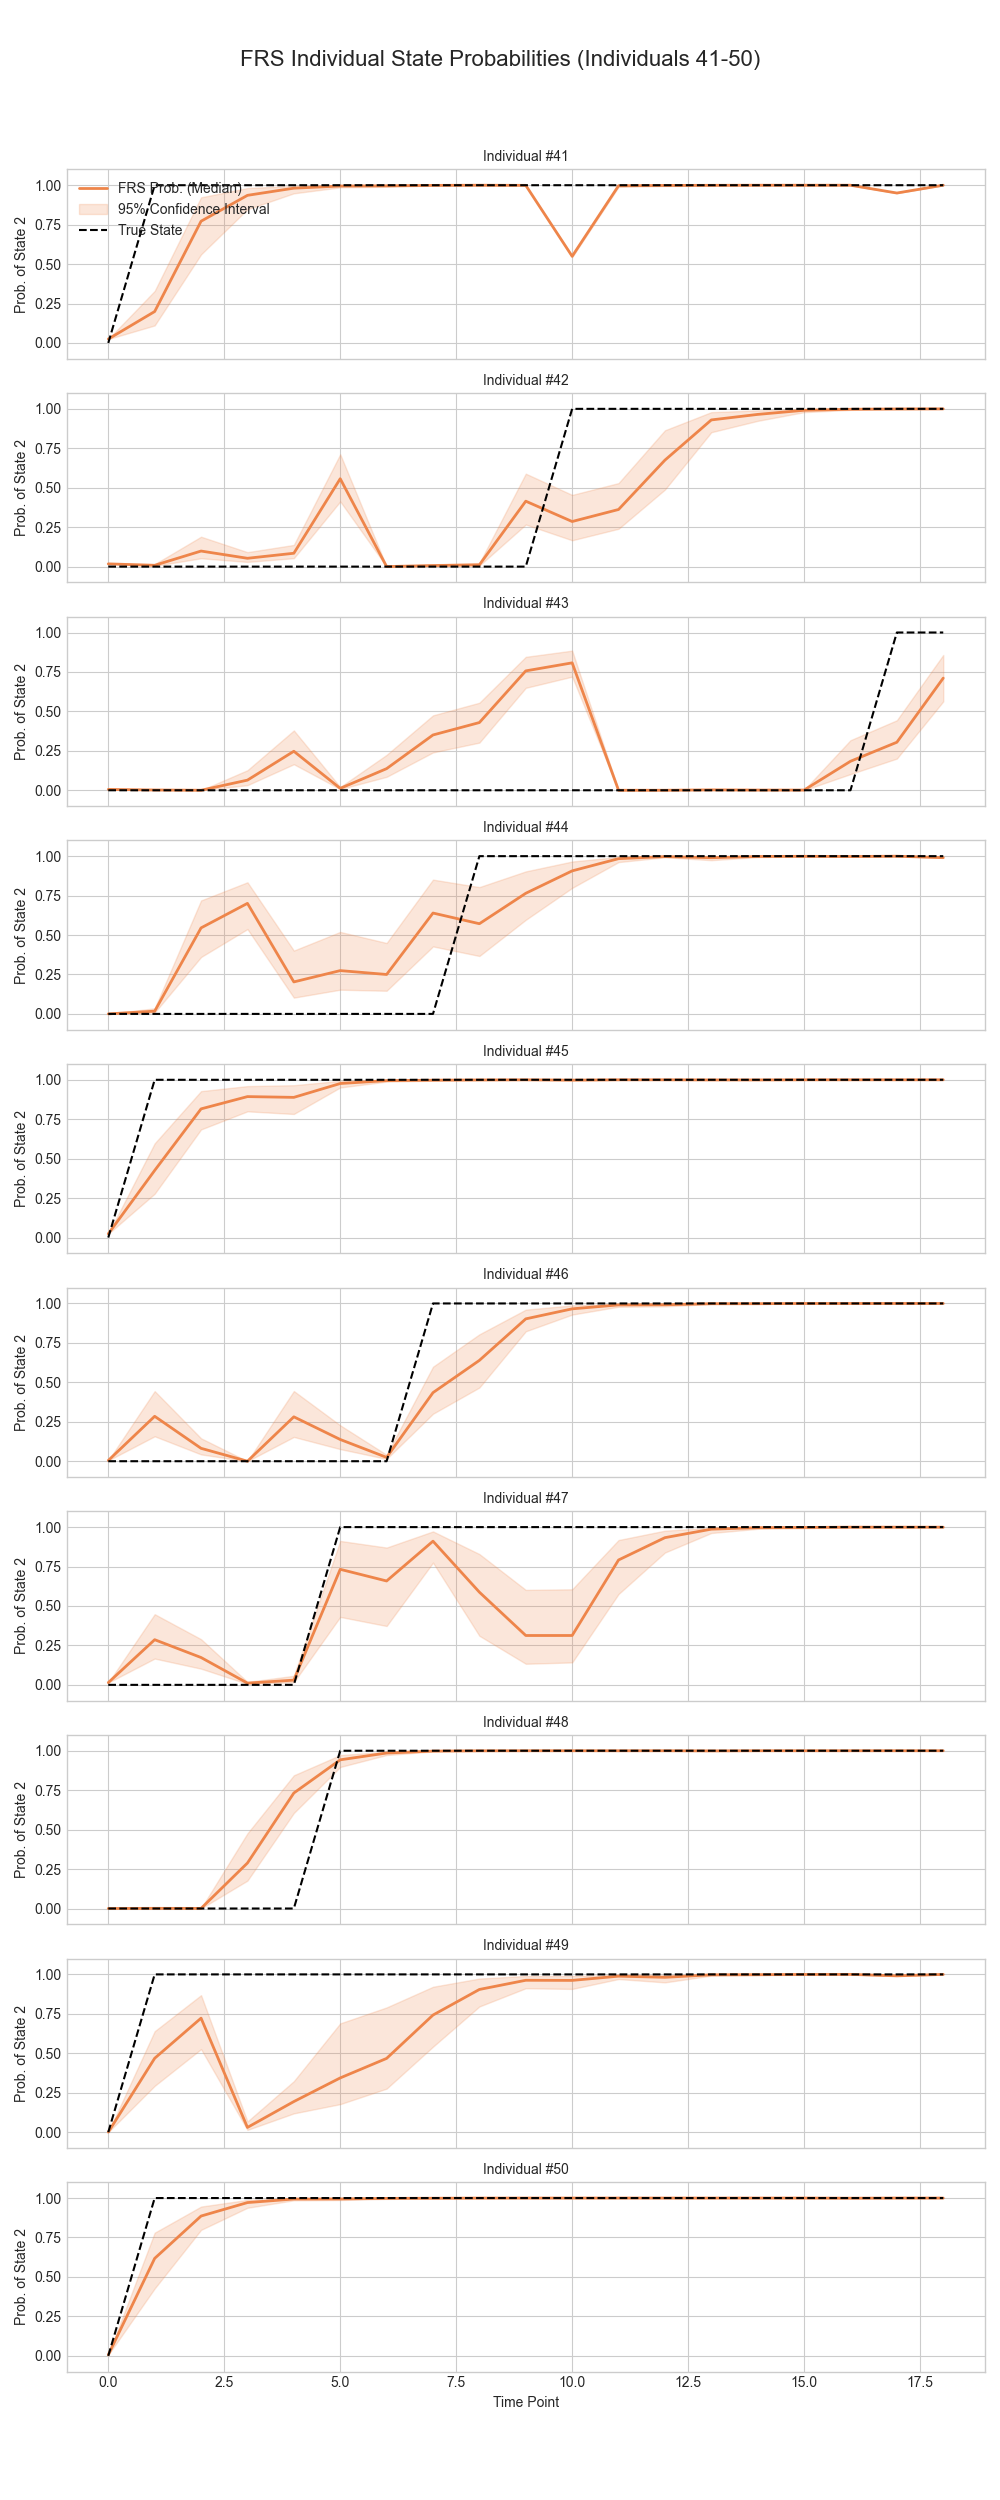 FRS Individual State Probabilities (Individuals 41-50)
Individual #41
FRS Prob. (Median)
95% Confidence Interval
True State
Prob. of State 2
1.00
0.75
0.50
0.25
0.00
Individual #42
Prob. of State 2
1.00
0.75
0.50
0.25
0.00
Individual #43
Prob. of State 2
1.00
0.75
0.50
0.25
0.00
Individual #44
Prob. of State 2
1.00
0.75
0.50
0.25
0.00
Individual #45
Prob. of State 2
1.00
0.75
0.50
0.25
0.00
Individual #46
Prob. of State 2
1.00
0.75
0.50
0.25
0.00
Individual #47
Prob. of State 2
1.00
0.75
0.50
0.25
0.00
Individual #48
Prob. of State 2
1.00
0.75
0.50
0.25
0.00
Individual #49
Prob. of State 2
1.00
0.75
0.50
0.25
0.00
Individual #50
Prob. of State 2
1.00
0.75
0.50
0.25
0.00
0.0 2.5 5.0 7.5 10.0 12.5 15.0 17.5
Time Point